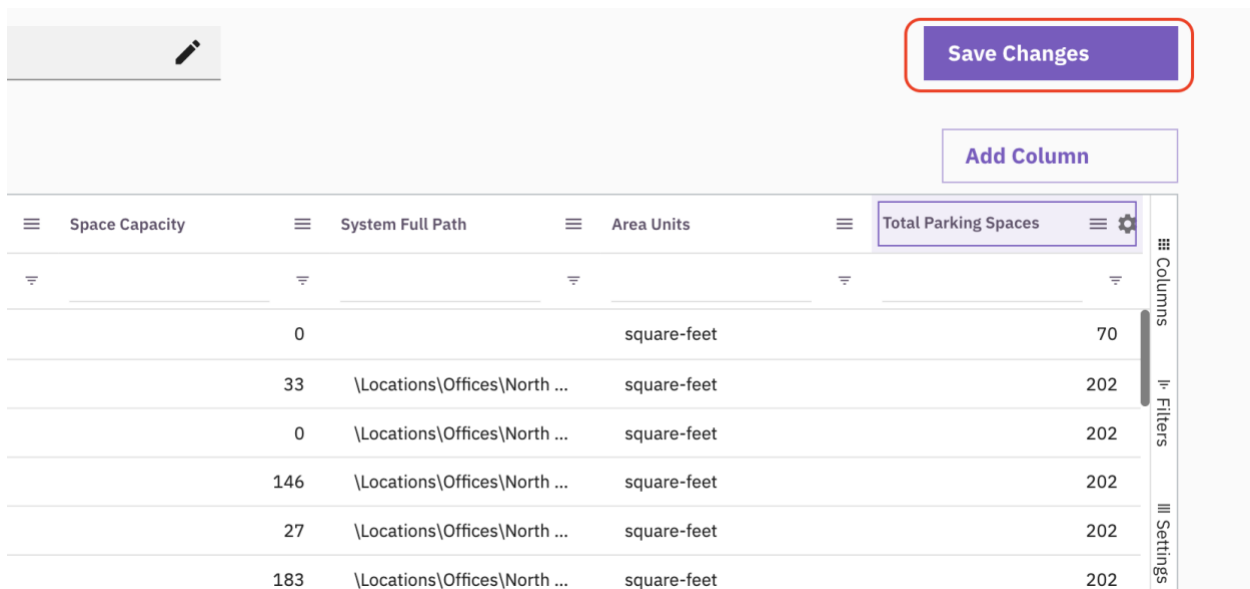 Save Changes
Add Column
Space Capacity System Full Path Area Units Total Parking Spaces
0 square-feet 70
33 \Locations\Offices\North ... square-feet 202
0 \Locations\Offices\North ... square-feet 202
146 \Locations\Offices\North ... square-feet 202
27 \Locations\Offices\North ... square-feet 202
183 \Locations\Offices\North ... square-feet 202
Columns
Filters
Settings